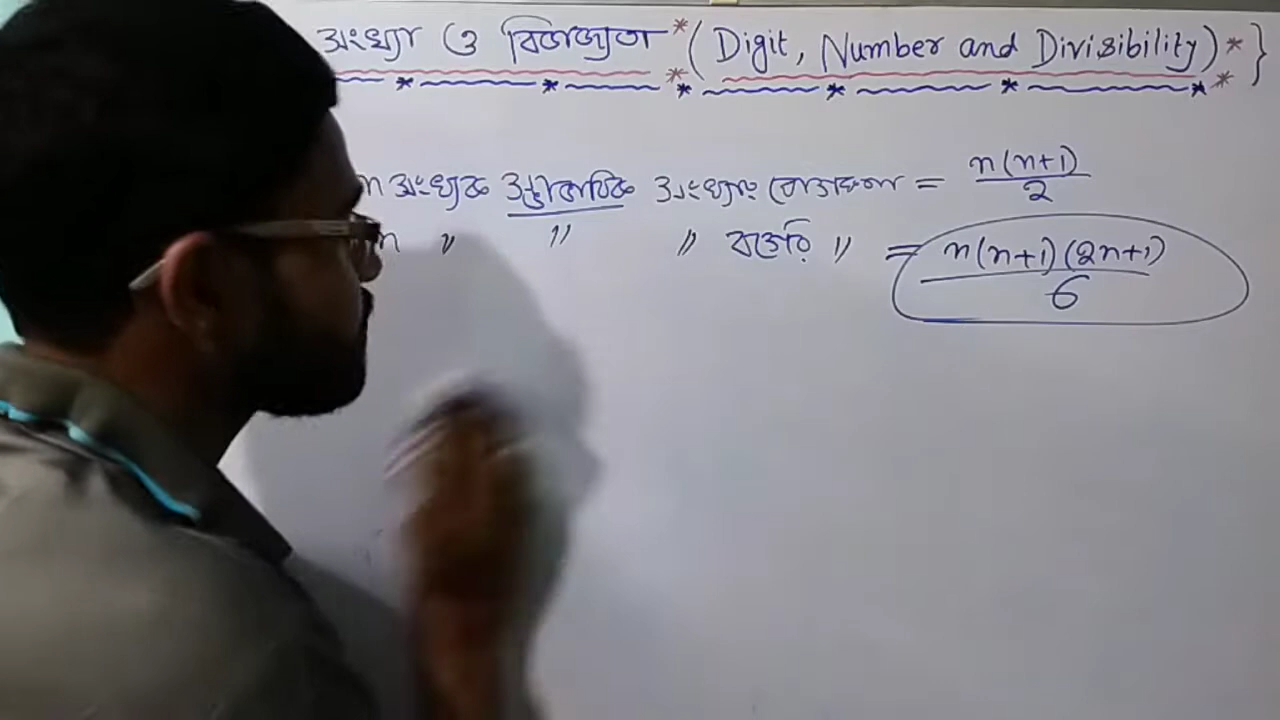 সংখ্যা ও বিভাজ্যতা * ( Digit, Number and Divisibility ) * }
n সংখ্যক স্বাভাবিক সংখ্যার যোগফল = n(n+1)/2
n " " " বর্গের " = n(n+1)(2n+1)/6